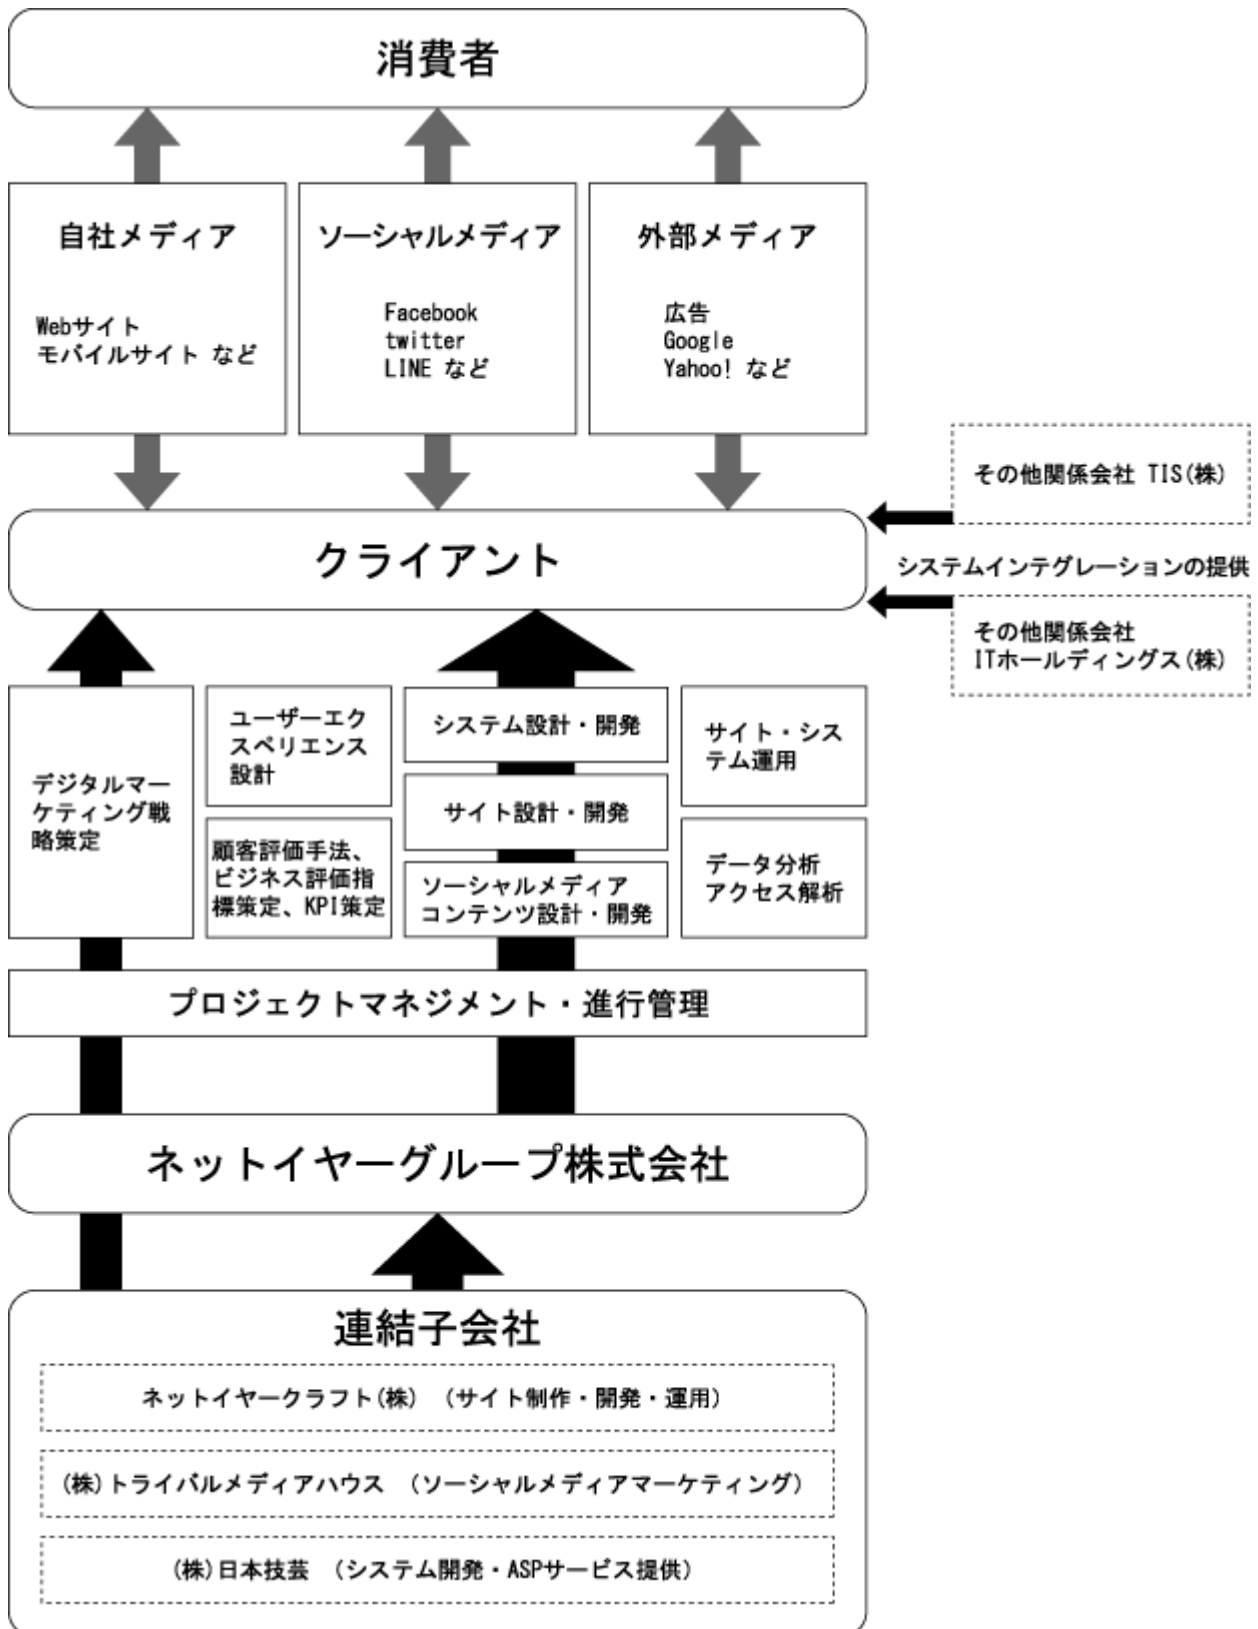 消費者
自社メディア
Webサイト
モバイルサイト など
ソーシャルメディア
Facebook
twitter
LINE など
外部メディア
広告
Google
Yahoo! など
その他関係会社 TIS(株)
クライアント
システムインテグレーションの提供
その他関係会社
ITホールディングス(株)
デジタルマー
ケティング戦
略策定
ユーザーエク
スペリエンス
設計
顧客評価手法、
ビジネス評価指
標策定、KPI策定
システム設計・開発
サイト設計・開発
ソーシャルメディア
コンテンツ設計・開発
サイト・シス
テム運用
データ分析
アクセス解析
プロジェクトマネジメント・進行管理
ネットイヤーグループ株式会社
連結子会社
ネットイヤークラフト(株) (サイト制作・開発・運用)
(株)トライバルメディアハウス (ソーシャルメディアマーケティング)
(株)日本技芸 (システム開発・ASPサービス提供)